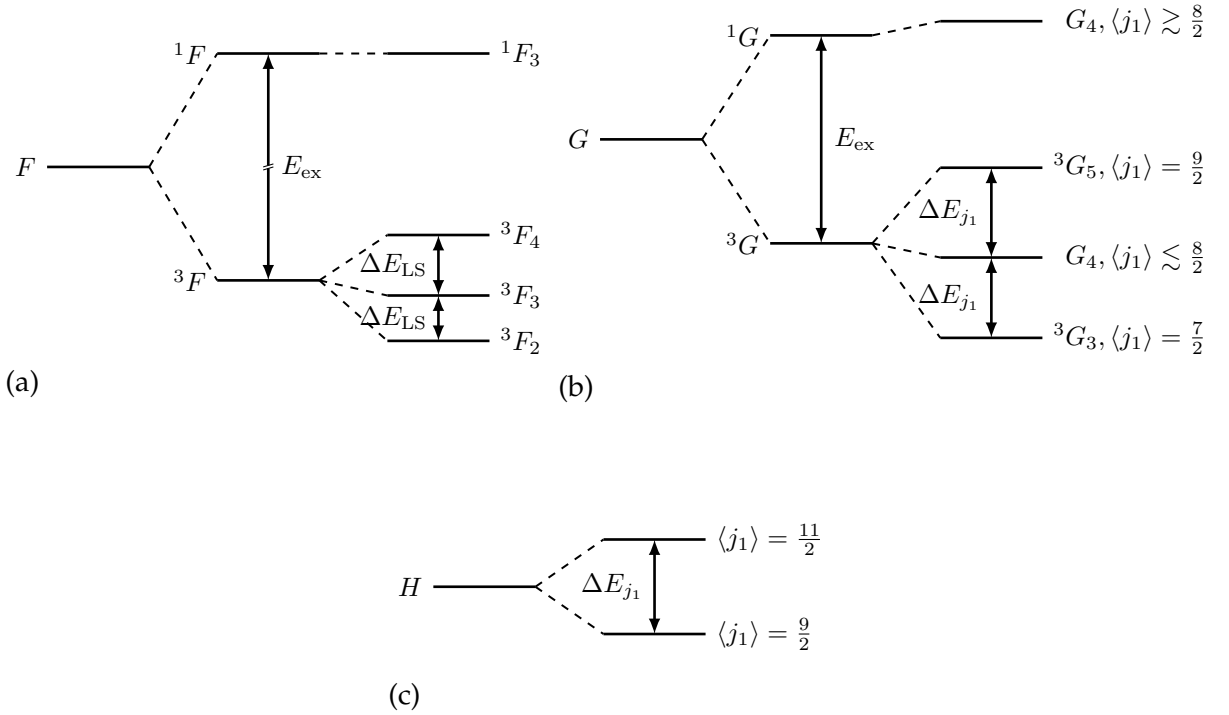 ¹F
¹F₃
F
E_ex
³F
³F₄
ΔE_LS
³F₃
ΔE_LS
³F₂
(a)
¹G
G₄, ⟨j₁⟩ ≳ 8/2
G
E_ex
³G₅, ⟨j₁⟩ = 9/2
ΔE_j₁
³G
G₄, ⟨j₁⟩ ≲ 8/2
ΔE_j₁
³G₃, ⟨j₁⟩ = 7/2
(b)
⟨j₁⟩ = 11/2
H
ΔE_j₁
⟨j₁⟩ = 9/2
(c)